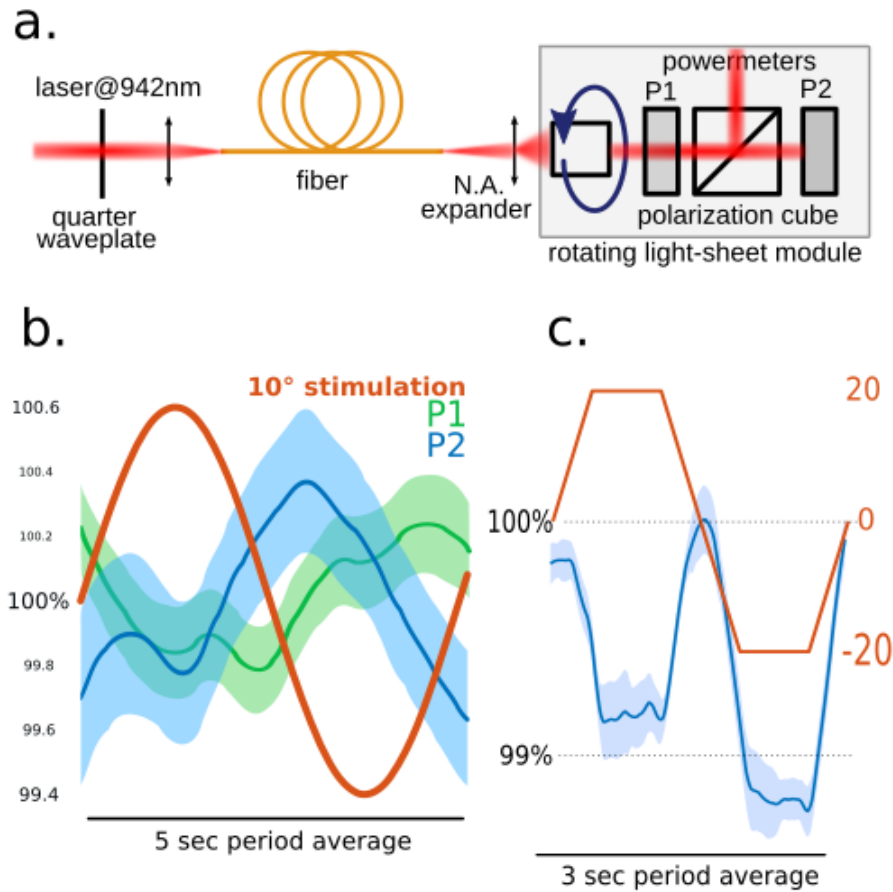 a.
laser@942nm
quarter
waveplate
fiber
N.A.
expander
powermeters
P1
P2
polarization cube
rotating light-sheet module
b.
10° stimulation
P1
P2
100.6
100.4
100.2
100%
99.8
99.6
99.4
5 sec period average
c.
20
100%
0
-20
99%
3 sec period average